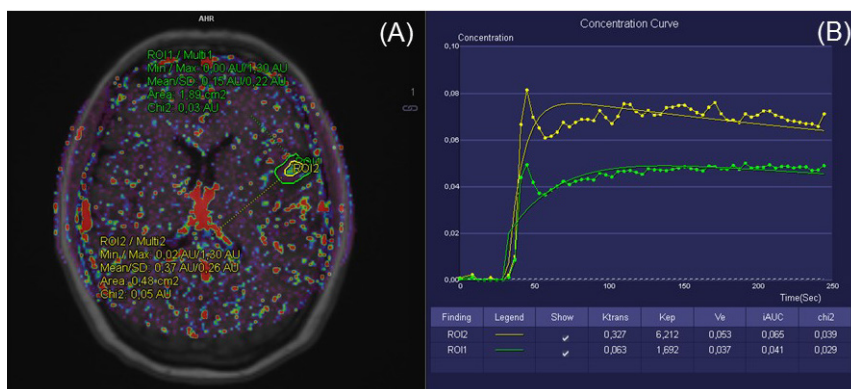 AHR
(A)
ROI1 / Multi1
Min / Max 0,00 AU/1,30 AU
Mean/SD 0,15 AU/0,22 AU
Area 1,89 cm2
Chi2: 0,03 AU
1
ROI1
ROI2
ROI2 / Multi2
Min / Max 0,02 AU/1,30 AU
Mean/SD 0,37 AU/0,26 AU
Area 0,48 cm2
Chi2: 0,05 AU
Concentration Curve
(B)
Concentration
0,10
0,08
0,06
0,04
0,02
0,00
0 50 100 150 200 250
Time(Sec)
Finding Legend Show Ktrans Kep Ve iAUC chi2
ROI2 0,327 6,212 0,053 0,065 0,039
ROI1 0,063 1,692 0,037 0,041 0,029